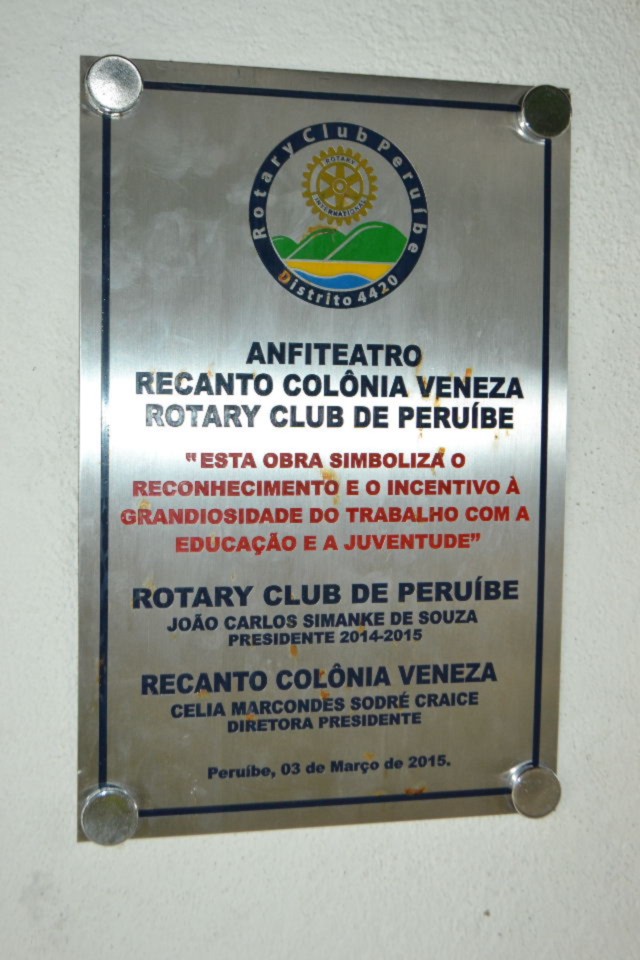 Rotary Club Peruíbe
ROTARY
INTERNATIONAL
Distrito 4420
ANFITEATRO
RECANTO COLÔNIA VENEZA
ROTARY CLUB DE PERUÍBE
"ESTA OBRA SIMBOLIZA O
RECONHECIMENTO E O INCENTIVO À
GRANDIOSIDADE DO TRABALHO COM A
EDUCAÇÃO E A JUVENTUDE"
ROTARY CLUB DE PERUÍBE
JOÃO CARLOS SIMANKE DE SOUZA
PRESIDENTE 2014-2015
RECANTO COLÔNIA VENEZA
CELIA MARCONDES SODRÉ CRAICE
DIRETORA PRESIDENTE
Peruíbe, 03 de Março de 2015.